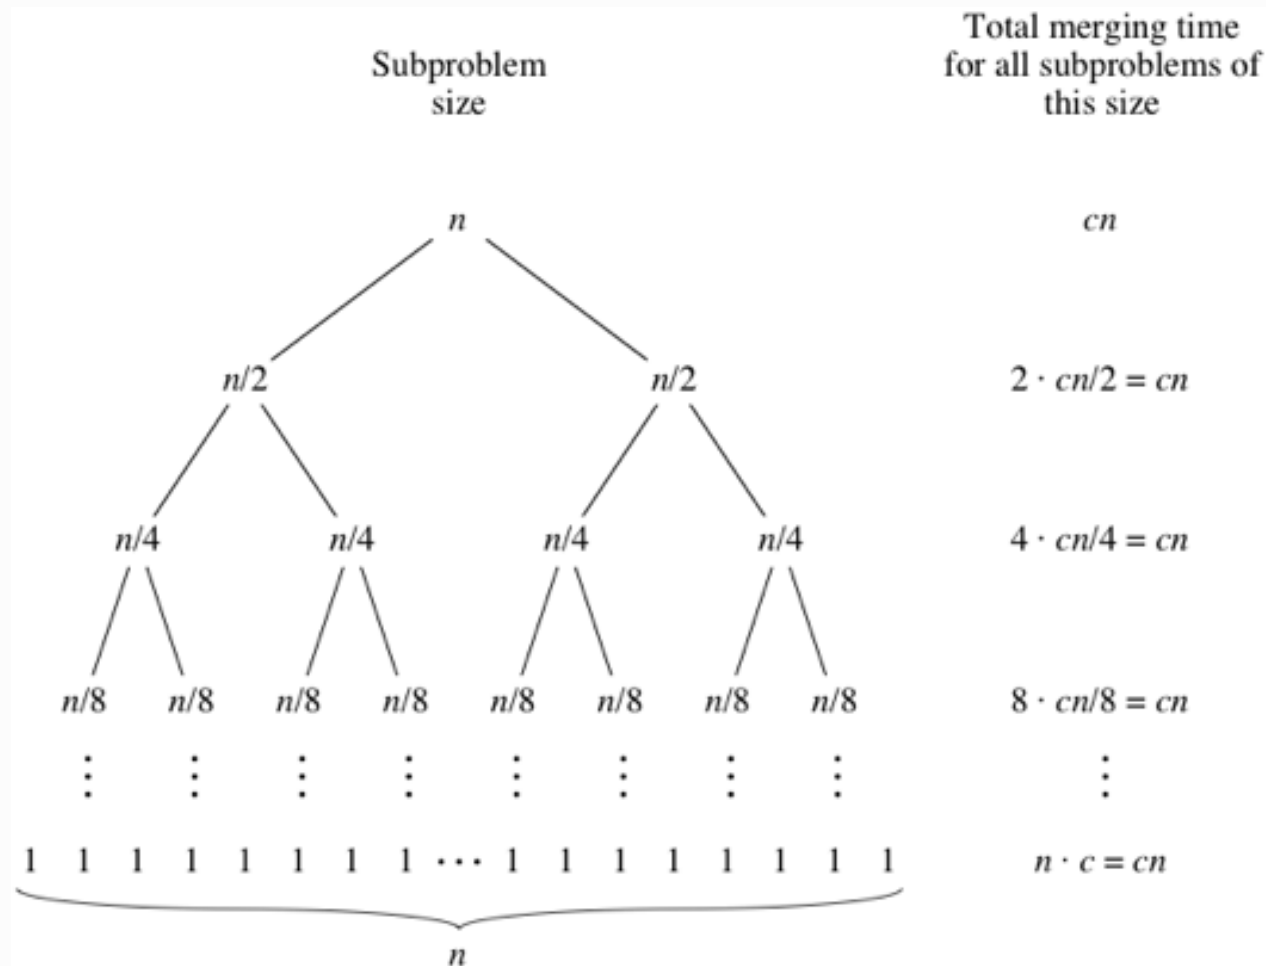 Subproblem
size
Total merging time
for all subproblems of
this size
n
cn
n/2 n/2
2 · cn/2 = cn
n/4 n/4 n/4 n/4
4 · cn/4 = cn
n/8 n/8 n/8 n/8 n/8 n/8 n/8 n/8
8 · cn/8 = cn
1 1 1 1 1 1 1 1 ··· 1 1 1 1 1 1 1 1
n · c = cn
n